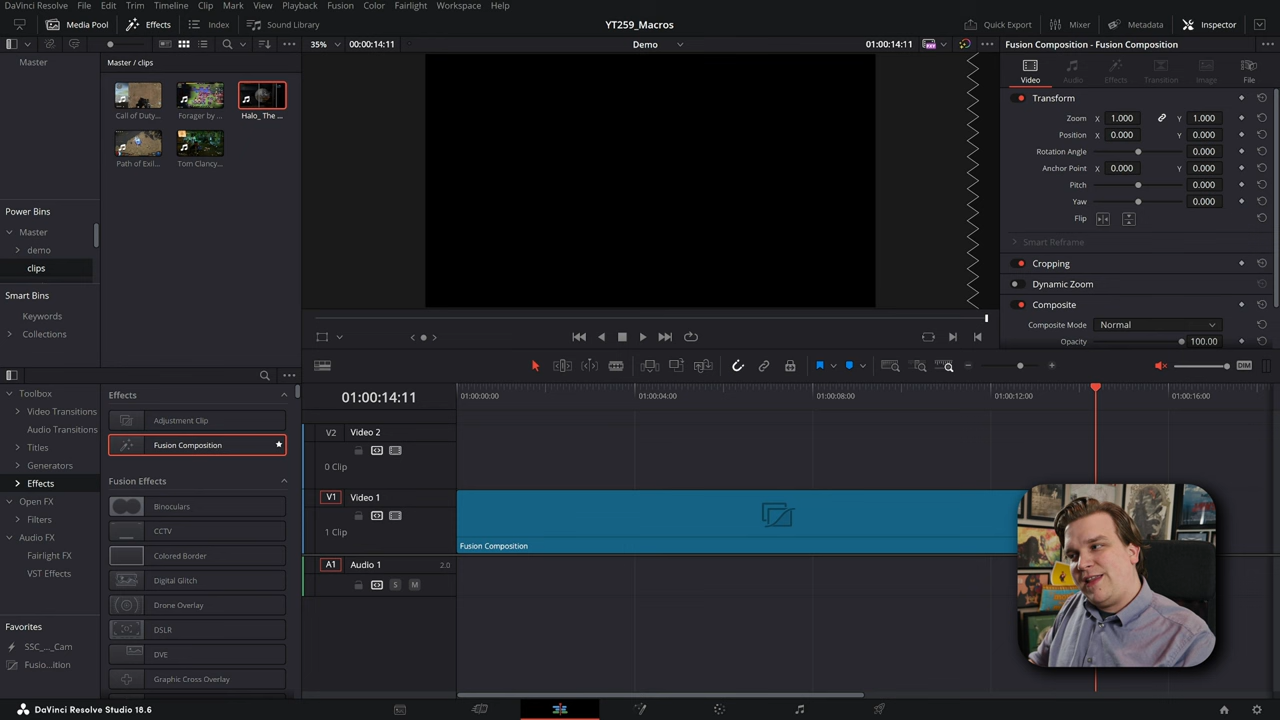 DaVinci Resolve File Edit Trim Timeline Clip Mark View Playback Fusion Color Fairlight Workspace Help
Media Pool Effects Index Sound Library YT259_Macros Quick Export Mixer Metadata Inspector
35% 00:00:14:11 Demo 01:00:14:11 Fusion Composition - Fusion Composition
Master
Master / clips
Call of Duty...
Forager by ...
Halo_ The ...
Path of Exil...
Tom Clancy...
Power Bins
Master
demo
clips
Smart Bins
Keywords
Collections
Video Audio Effects Transition Image File
Transform
Zoom X 1.000 Y 1.000
Position X 0.000 Y 0.000
Rotation Angle 0.000
Anchor Point X 0.000 Y 0.000
Pitch 0.000
Yaw 0.000
Flip
Smart Reframe
Cropping
Dynamic Zoom
Composite
Composite Mode Normal
Opacity 100.00
DIM
Toolbox
Video Transitions
Audio Transitions
Titles
Generators
Effects
Open FX
Filters
Audio FX
Fairlight FX
VST Effects
Favorites
SSC_..._Cam
Fusio...ition
Effects
Adjustment Clip
Fusion Composition
Fusion Effects
Binoculars
CCTV
Colored Border
Digital Glitch
Drone Overlay
DSLR
DVE
Graphic Cross Overlay
01:00:14:11
01:00:00:00 01:00:04:00 01:00:08:00 01:00:12:00 01:00:16:00
V2 Video 2
0 Clip
V1 Video 1
1 Clip
Fusion Composition
A1 Audio 1 2.0
S M
DaVinci Resolve Studio 18.6